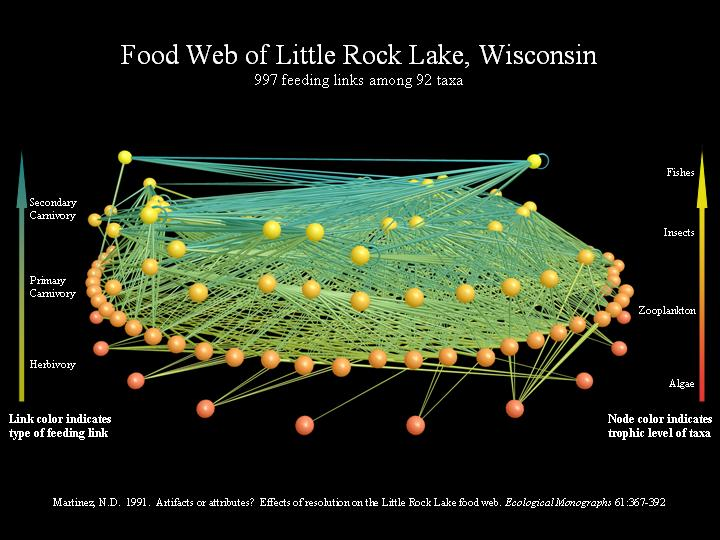 Food Web of Little Rock Lake, Wisconsin
997 feeding links among 92 taxa
Fishes
Secondary
Carnivory
Insects
Primary
Carnivory
Zooplankton
Herbivory
Algae
Link color indicates
type of feeding link
Node color indicates
trophic level of taxa
Martinez, N.D. 1991. Artifacts or attributes? Effects of resolution on the Little Rock Lake food web. Ecological Monographs 61:367-392